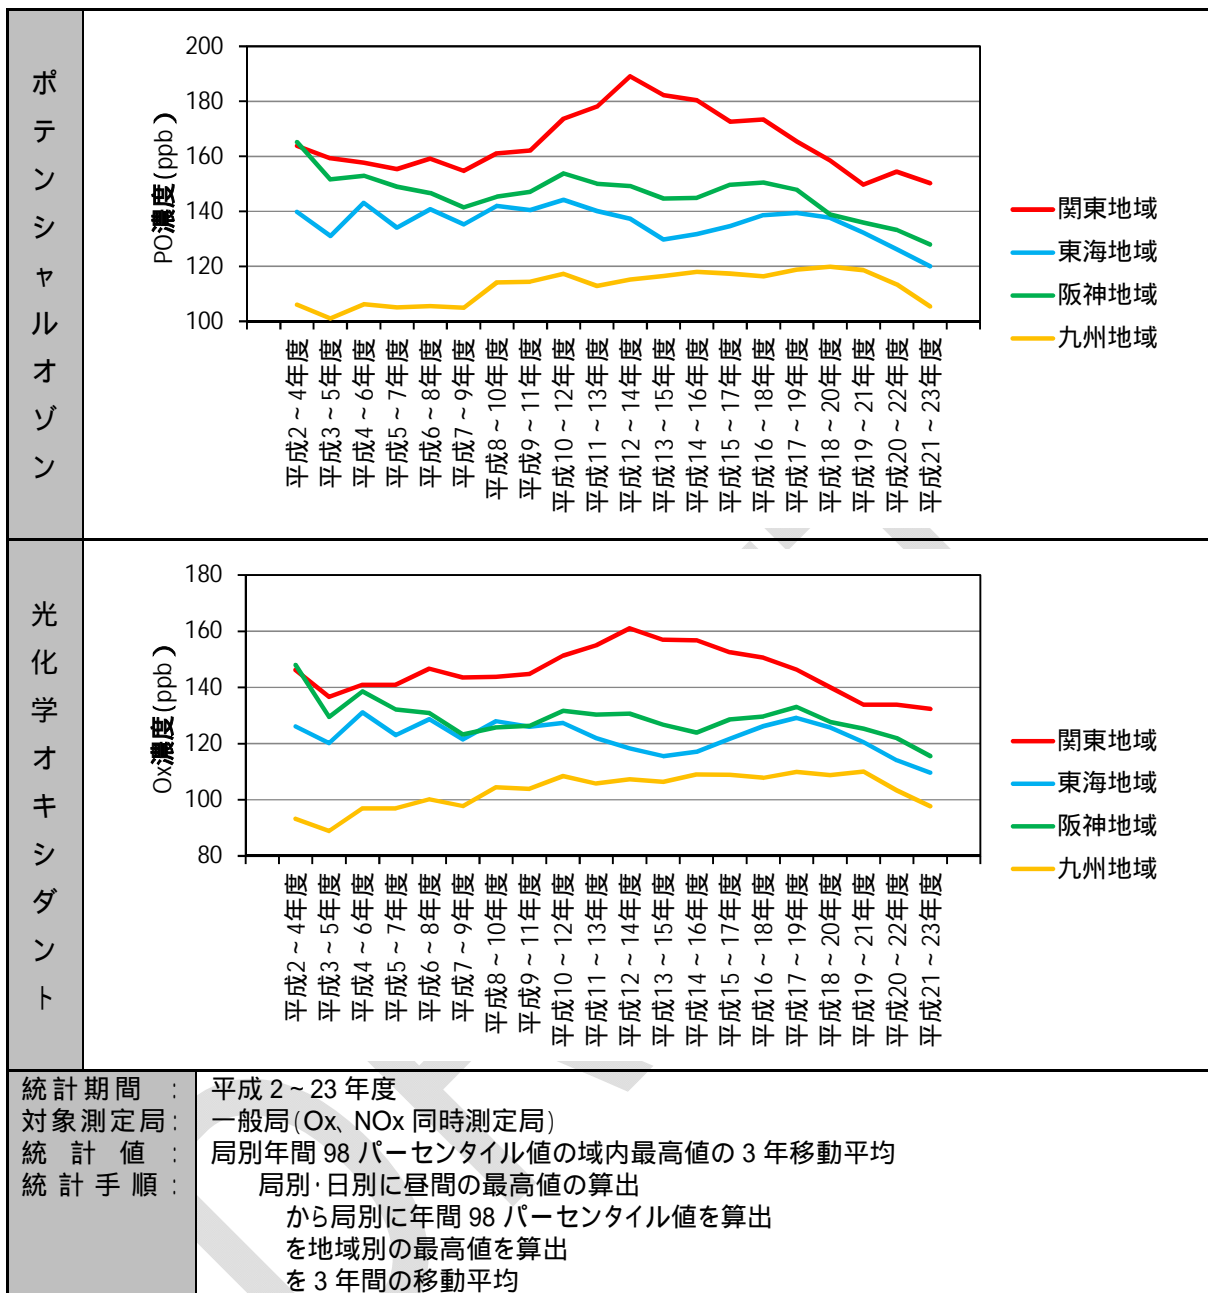 ポテンシャルオゾン
200
180
160
140
120
100
PO濃度(ppb)
平成2~4年度
平成3~5年度
平成4~6年度
平成5~7年度
平成6~8年度
平成7~9年度
平成8~10年度
平成9~11年度
平成10~12年度
平成11~13年度
平成12~14年度
平成13~15年度
平成14~16年度
平成15~17年度
平成16~18年度
平成17~19年度
平成18~20年度
平成19~21年度
平成20~22年度
平成21~23年度
関東地域
東海地域
阪神地域
九州地域
光化学オキシダント
180
160
140
120
100
80
Ox濃度(ppb)
平成2~4年度
平成3~5年度
平成4~6年度
平成5~7年度
平成6~8年度
平成7~9年度
平成8~10年度
平成9~11年度
平成10~12年度
平成11~13年度
平成12~14年度
平成13~15年度
平成14~16年度
平成15~17年度
平成16~18年度
平成17~19年度
平成18~20年度
平成19~21年度
平成20~22年度
平成21~23年度
関東地域
東海地域
阪神地域
九州地域
統計期間 : 平成 2~23 年度
対象測定局: 一般局(Ox、NOx 同時測定局)
統計値 : 局別年間 98 パーセンタイル値の域内最高値の 3 年移動平均
統計手順: 局別・日別に昼間の最高値の算出
から局別に年間 98 パーセンタイル値を算出
を地域別の最高値を算出
を 3 年間の移動平均